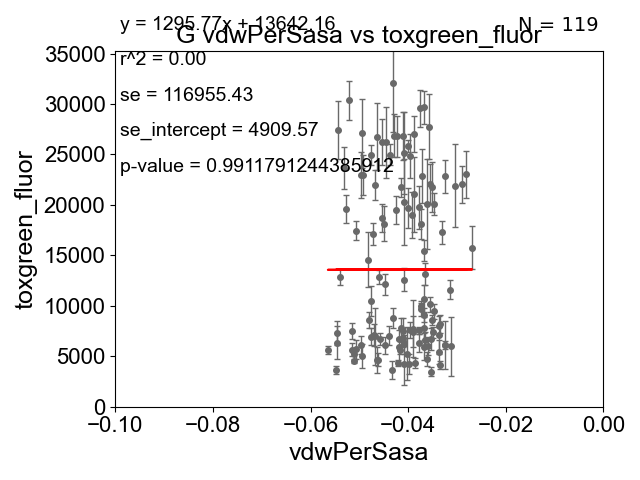 y = 1295.77x + 13642.16
N = 119
G vdwPerSasa vs toxgreen_fluor
r^2 = 0.00
se = 116955.43
se_intercept = 4909.57
p-value = 0.9911791244385912
toxgreen_fluor
35000
30000
25000
20000
15000
10000
5000
0
−0.10
−0.08
−0.06
−0.04
−0.02
0.00
vdwPerSasa